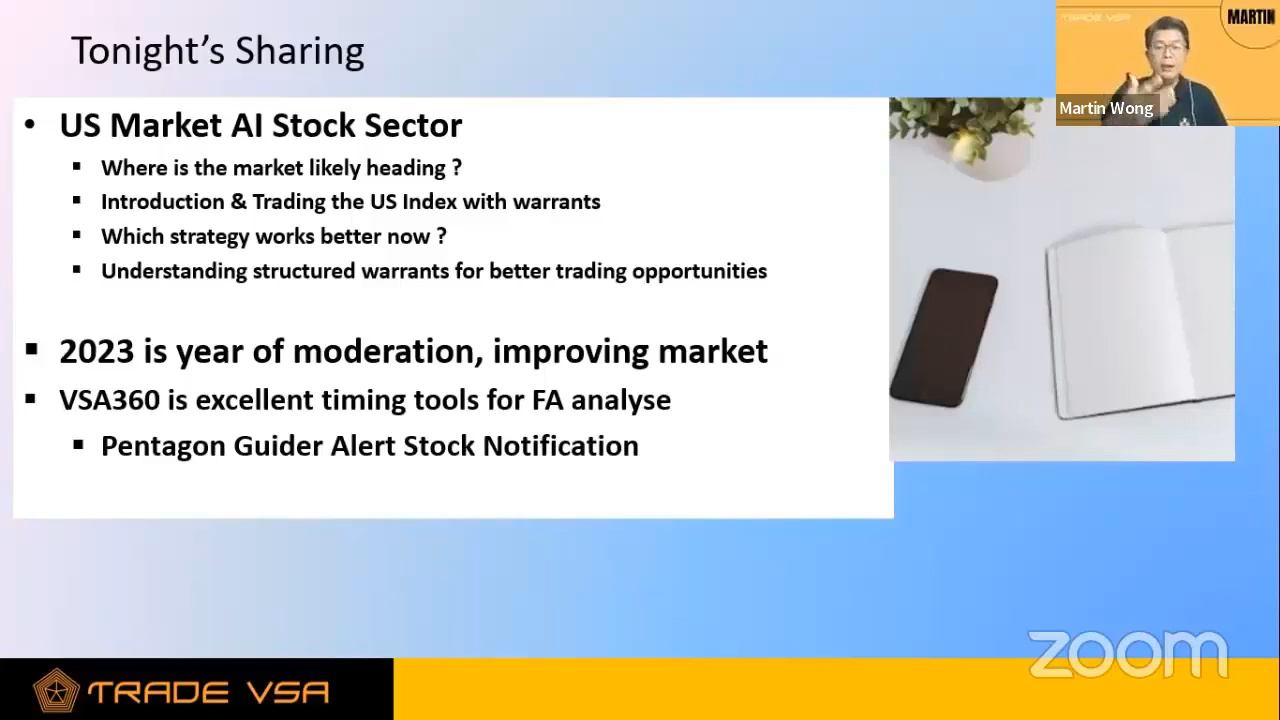 Tonight's Sharing
TRADE VSA
MARTIN
Martin Wong
• US Market AI Stock Sector
▪ Where is the market likely heading ?
▪ Introduction & Trading the US Index with warrants
▪ Which strategy works better now ?
▪ Understanding structured warrants for better trading opportunities
▪ 2023 is year of moderation, improving market
▪ VSA360 is excellent timing tools for FA analyse
▪ Pentagon Guider Alert Stock Notification
zoom
TRADE VSA